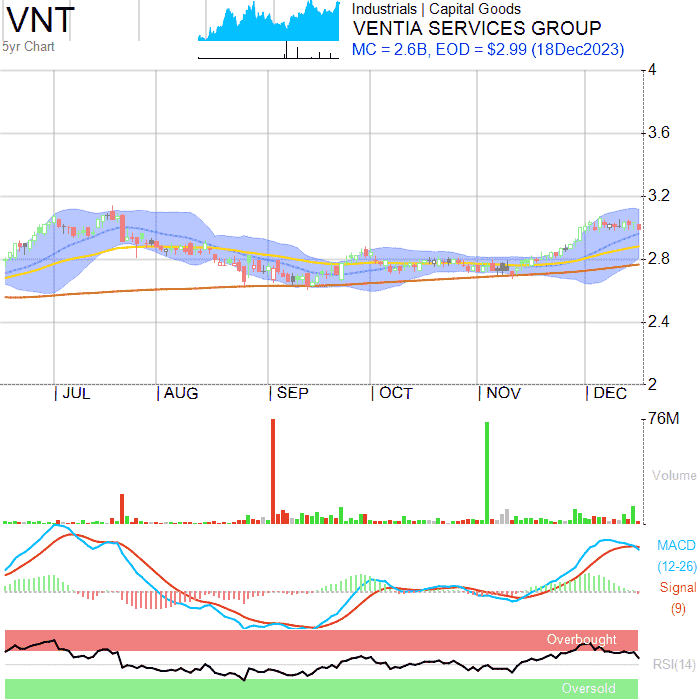 VNT
5yr Chart
Industrials | Capital Goods
VENTIA SERVICES GROUP
MC = 2.6B, EOD = $2.99 (18Dec2023)
4
3.6
3.2
2.8
2.4
2
| JUL | AUG | SEP | OCT | NOV | DEC
76M
Volume
MACD
(12-26)
Signal
(9)
Overbought
RSI(14)
Oversold